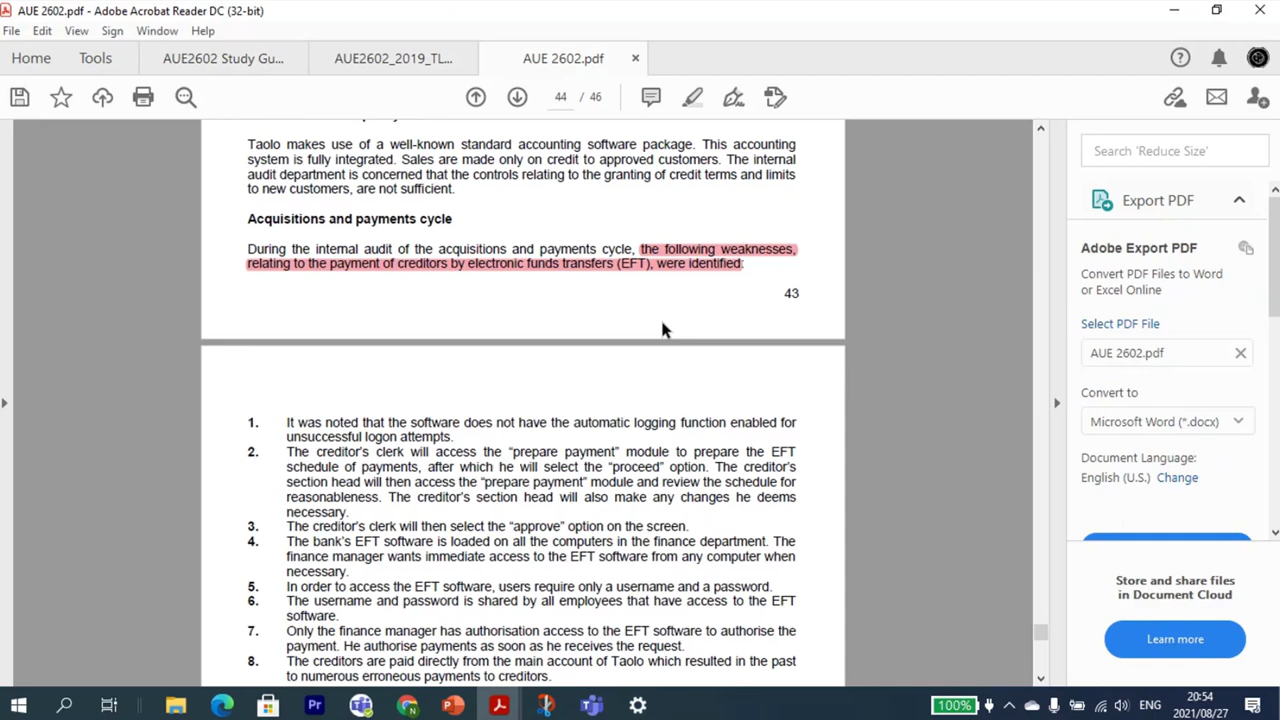 AUE 2602.pdf - Adobe Acrobat Reader DC (32-bit)
File Edit View Sign Window Help
Home Tools AUE2602 Study Gu... AUE2602_2019_TL... AUE 2602.pdf ×
44 / 46
Taolo makes use of a well-known standard accounting software package. This accounting
system is fully integrated. Sales are made only on credit to approved customers. The internal
audit department is concerned that the controls relating to the granting of credit terms and limits
to new customers, are not sufficient.
Acquisitions and payments cycle
During the internal audit of the acquisitions and payments cycle, the following weaknesses,
relating to the payment of creditors by electronic funds transfers (EFT), were identified:
43
1. It was noted that the software does not have the automatic logging function enabled for
unsuccessful logon attempts.
2. The creditor's clerk will access the “prepare payment” module to prepare the EFT
schedule of payments, after which he will select the “proceed” option. The creditor's
section head will then access the “prepare payment” module and review the schedule for
reasonableness. The creditor's section head will also make any changes he deems
necessary.
3. The creditor's clerk will then select the “approve” option on the screen.
4. The bank's EFT software is loaded on all the computers in the finance department. The
finance manager wants immediate access to the EFT software from any computer when
necessary.
5. In order to access the EFT software, users require only a username and a password.
6. The username and password is shared by all employees that have access to the EFT
software.
7. Only the finance manager has authorisation access to the EFT software to authorise the
payment. He authorise payments as soon as he receives the request.
8. The creditors are paid directly from the main account of Taolo which resulted in the past
to numerous erroneous payments to creditors.
Search 'Reduce Size'
Export PDF
Adobe Export PDF
Convert PDF Files to Word
or Excel Online
Select PDF File
AUE 2602.pdf
Convert to
Microsoft Word (*.docx)
Document Language:
English (U.S.) Change
Store and share files
in Document Cloud
Learn more
100%
ENG
20:54
2021/08/27